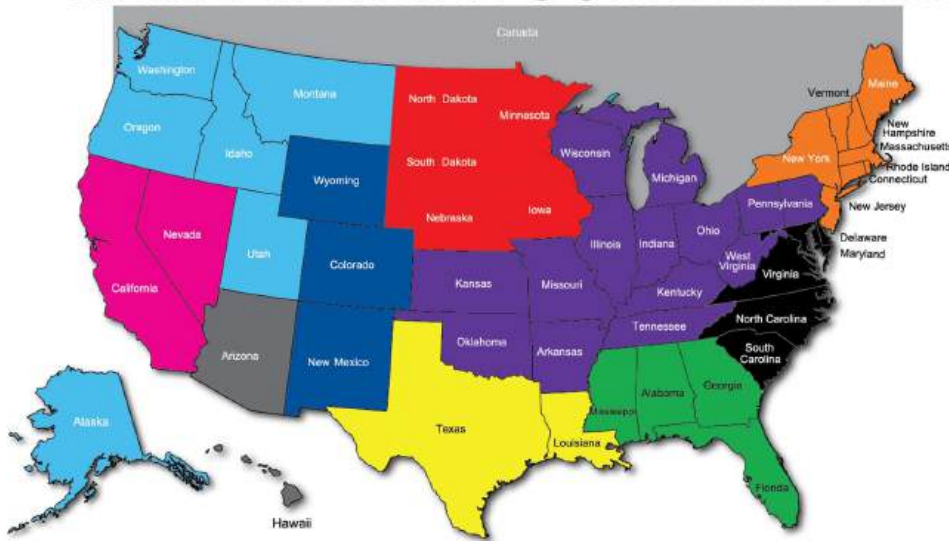 Canada
Washington
Montana
North Dakota
Minnesota
Vermont
Maine
Oregon
Idaho
New
Hampshire
Massachusetts
Wisconsin
New York
Rhode Island
Connecticut
South Dakota
Michigan
Wyoming
Pennsylvania
New Jersey
Nebraska
Iowa
Nevada
Illinois
Indiana
Ohio
Delaware
Maryland
Utah
Colorado
West
Virginia
Virginia
Kansas
Missouri
California
Kentucky
North Carolina
Tennessee
Oklahoma
Arkansas
South
Carolina
Arizona
New Mexico
Georgia
Alabama
Mississippi
Alaska
Texas
Louisiana
Florida
Hawaii